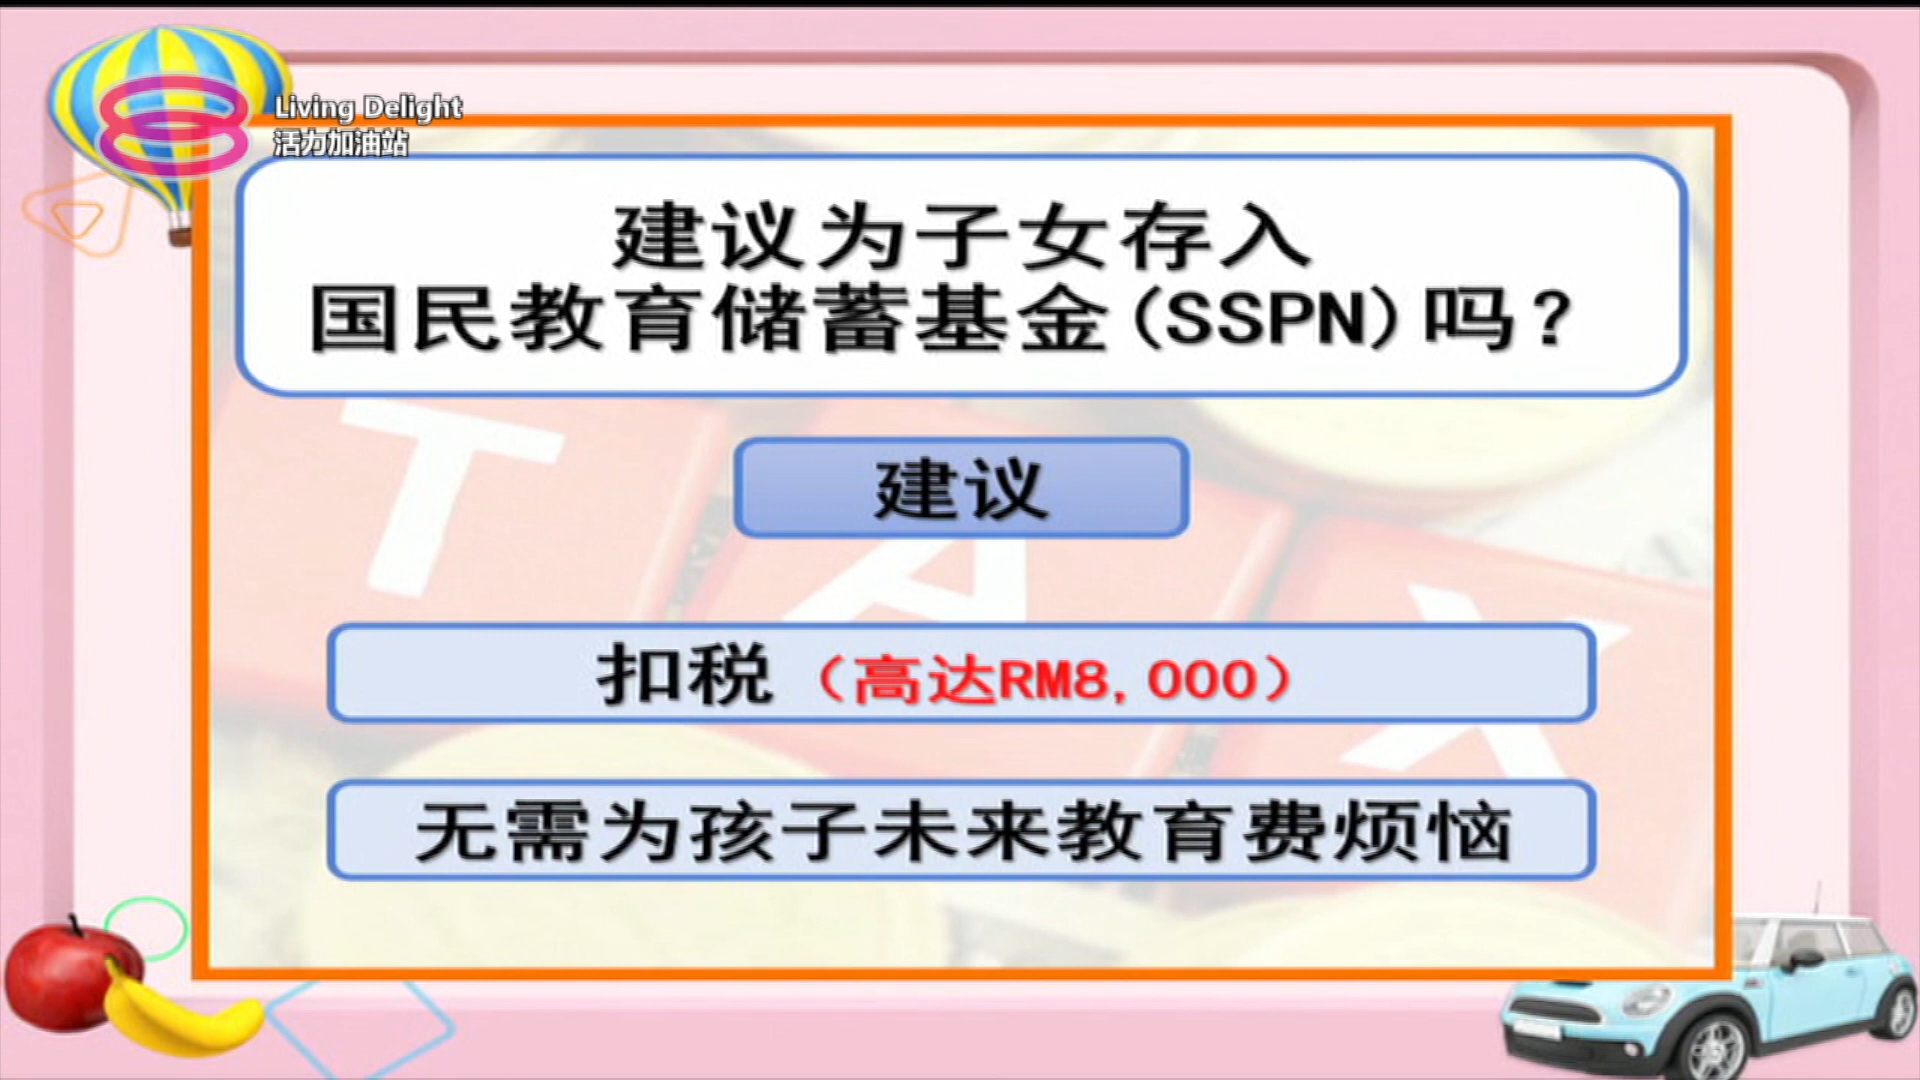 Living Delight
活力加油站
建议为子女存入
国民教育储蓄基金(SSPN)吗?
建议
扣税（高达RM8,000）
无需为孩子未来教育费烦恼
TAX